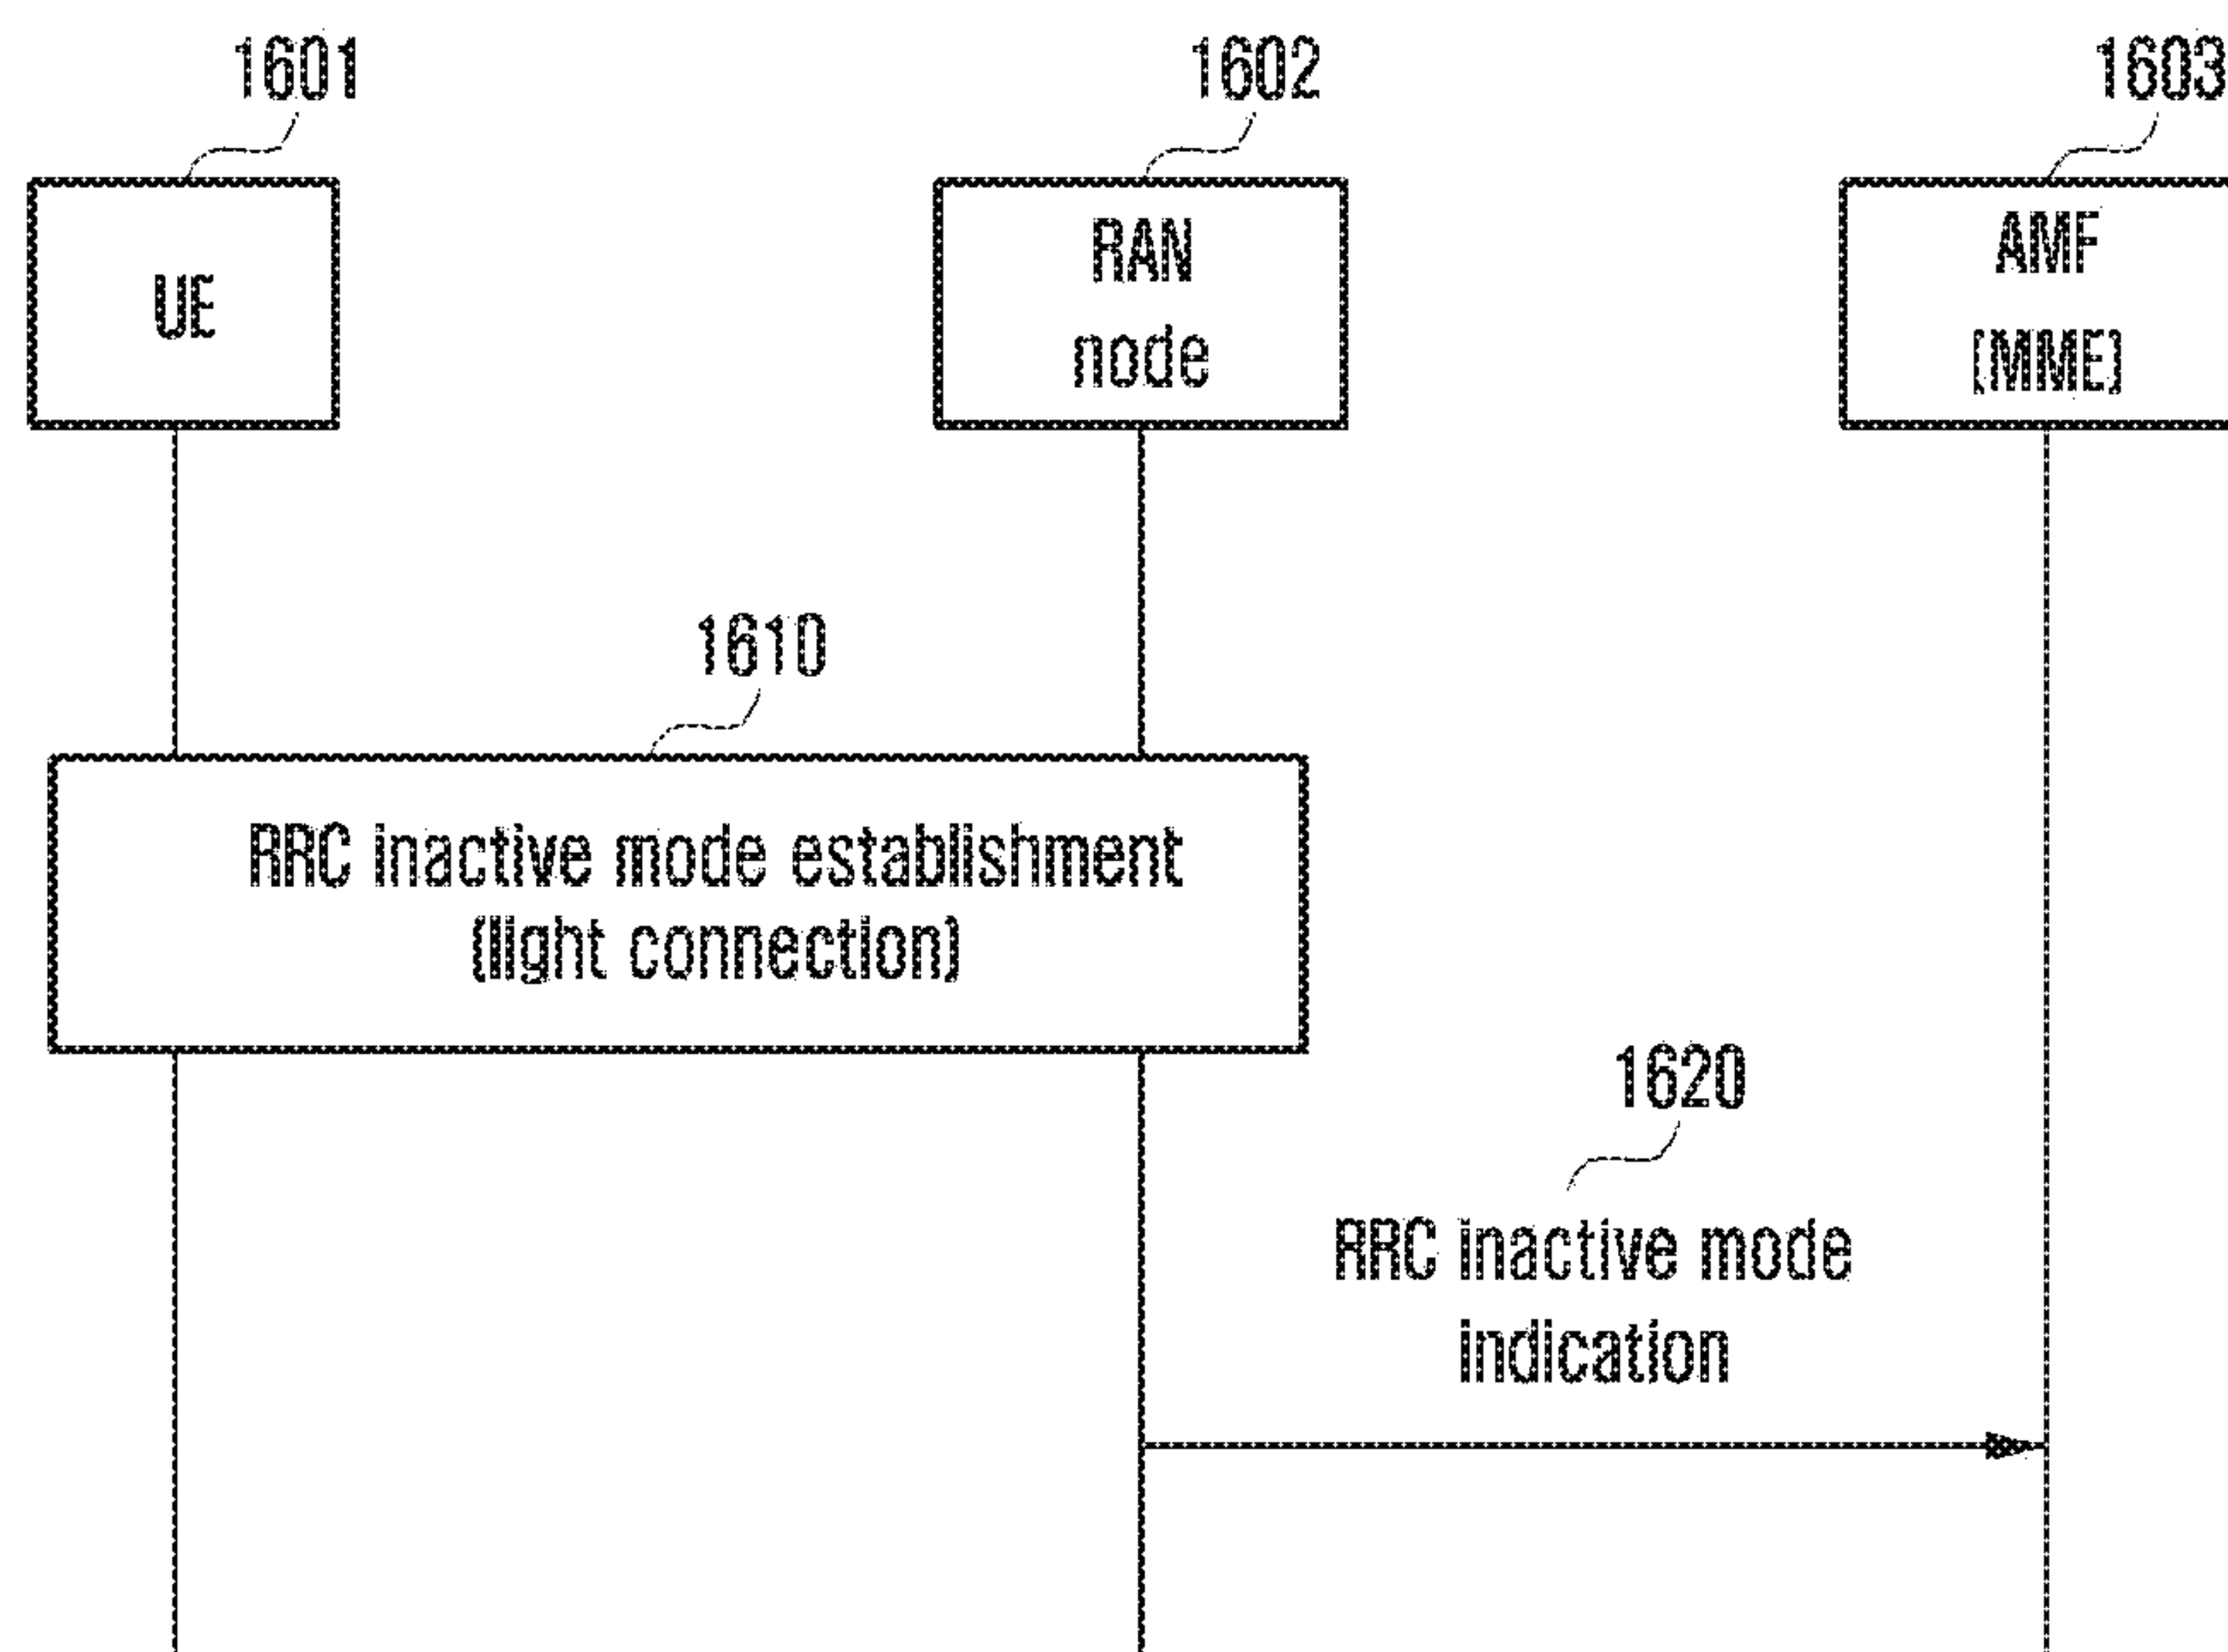 1601
1602
1603
UE
RAN
node
AMF
(MME)
1610
RRC inactive mode establishment
(light connection)
1620
RRC inactive mode
indication